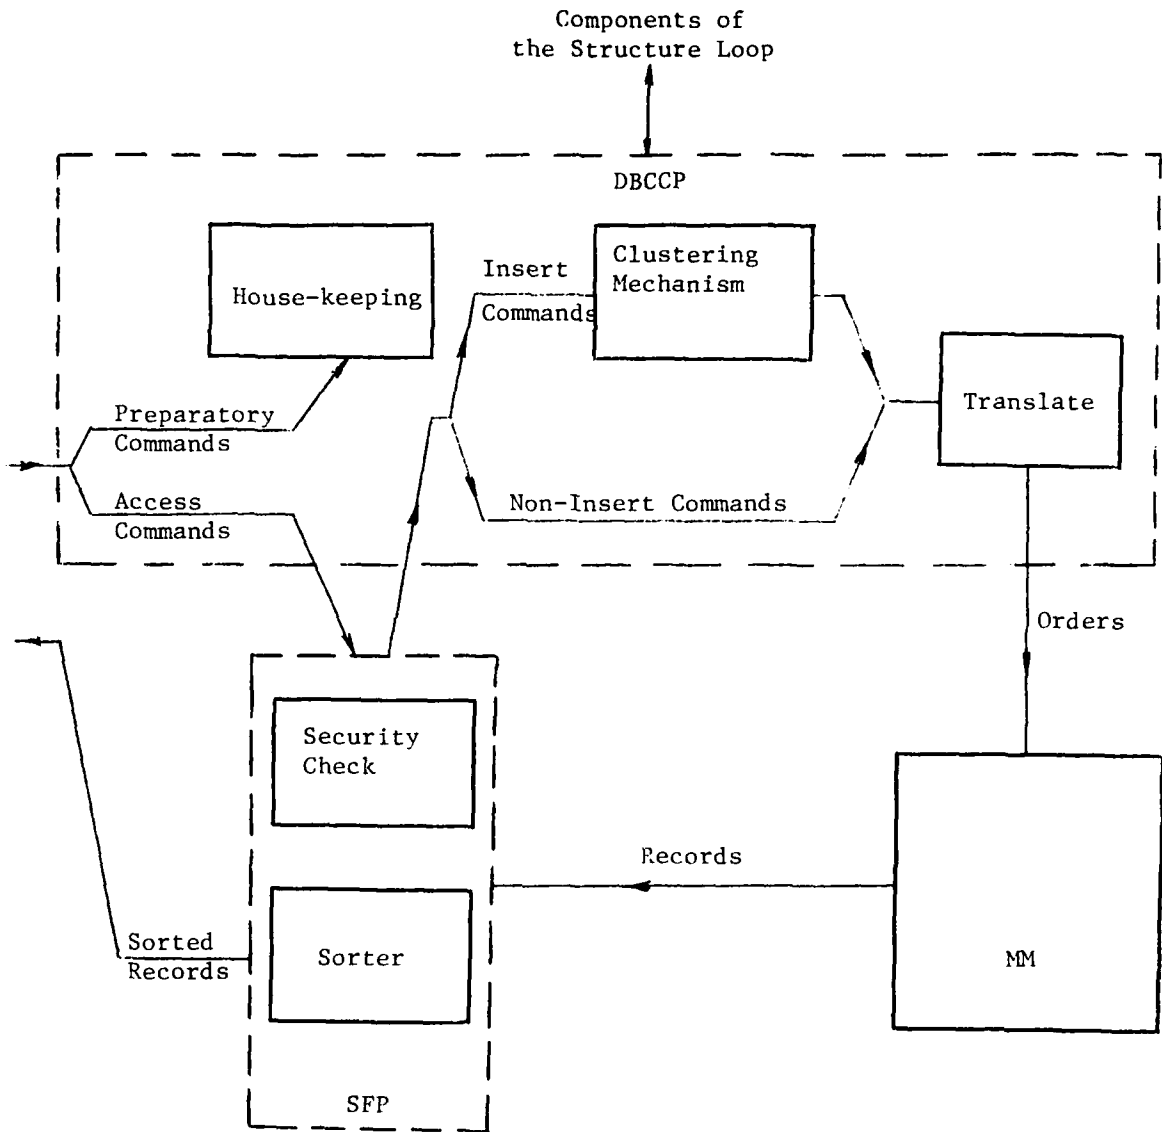 Components of
the Structure Loop
DBCCP
House-keeping
Insert
Commands
Clustering
Mechanism
Translate
Preparatory
Commands
Access
Commands
Non-Insert Commands
Orders
Security
Check
Records
Sorted
Records
Sorter
MM
SFP